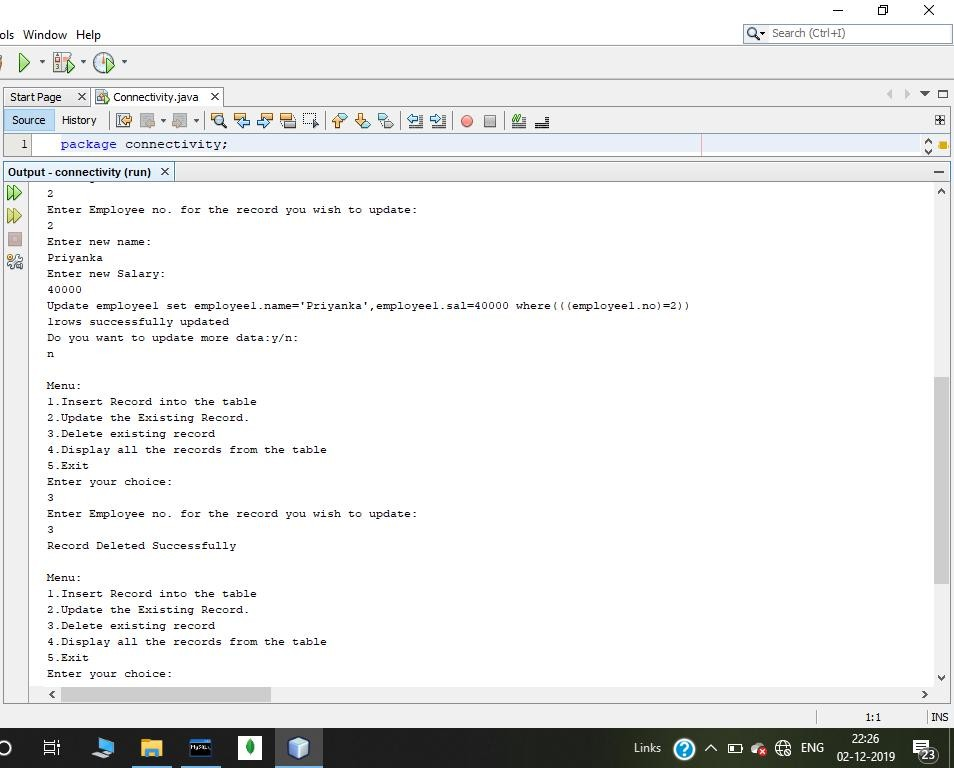 ols Window Help
Search (Ctrl+I)
Start Page Connectivity.java
Source History
1 package connectivity;
Output - connectivity (run)
2
Enter Employee no. for the record you wish to update:
2
Enter new name:
Priyanka
Enter new Salary:
40000
Update employee1 set employee1.name='Priyanka',employee1.sal=40000 where(((employee1.no)=2))
1rows successfully updated
Do you want to update more data:y/n:
n
Menu:
1.Insert Record into the table
2.Update the Existing Record.
3.Delete existing record
4.Display all the records from the table
5.Exit
Enter your choice:
3
Enter Employee no. for the record you wish to update:
3
Record Deleted Successfully
Menu:
1.Insert Record into the table
2.Update the Existing Record.
3.Delete existing record
4.Display all the records from the table
5.Exit
Enter your choice:
1:1 INS
Links ENG
22:26
02-12-2019
23